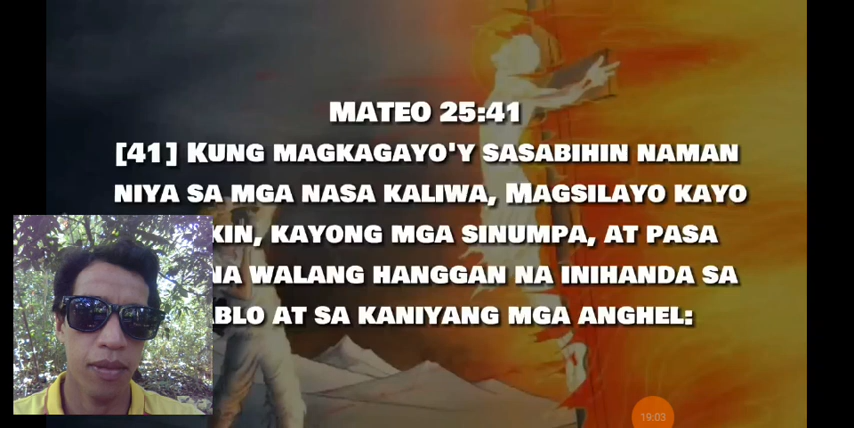 MATEO 25:41
[41] KUNG MAGKAGAYO'Y SASABIHIN NAMAN
NIYA SA MGA NASA KALIWA, MAGSILAYO KAYO
KIN, KAYONG MGA SINUMPA, AT PASA
NA WALANG HANGGAN NA INIHANDA SA
ABLO AT SA KANIYANG MGA ANGHEL:
19:03